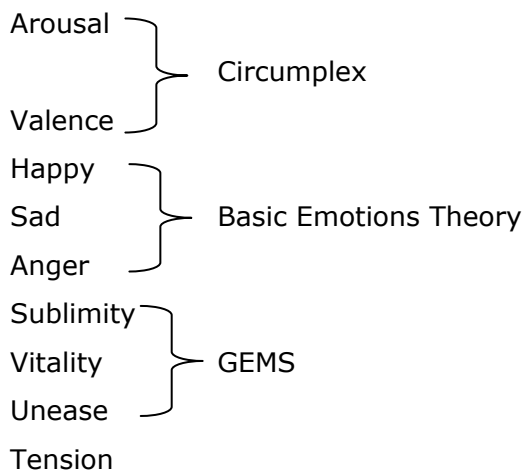 Arousal
Circumplex
Valence
Happy
Sad Basic Emotions Theory
Anger
Sublimity
Vitality GEMS
Unease
Tension